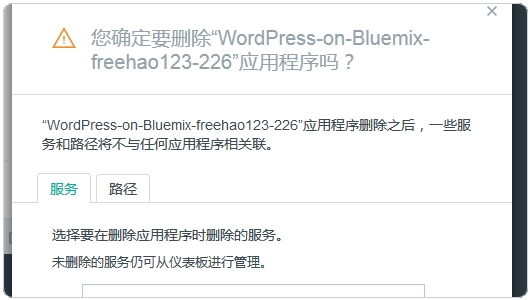 您确定要删除“WordPress-on-Bluemix-
freehao123-226”应用程序吗？
“WordPress-on-Bluemix-freehao123-226”应用程序删除之后，一些服
务和路径将不与任何应用程序相关联。
服务 路径
选择要在删除应用程序时删除的服务。
未删除的服务仍可从仪表板进行管理。